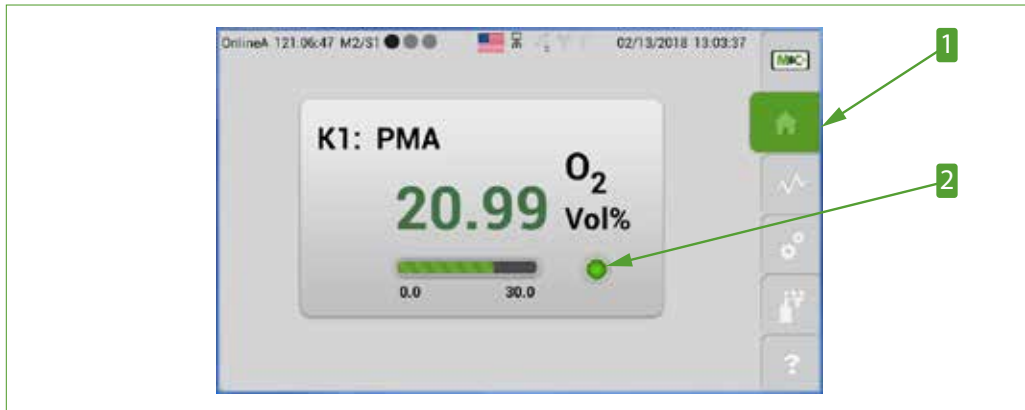 OnlineA 121.06:47 M2/S1 02/13/2018 13:03:37
M&C
1
K1: PMA
O₂
20.99 Vol%
2
0.0 30.0
?